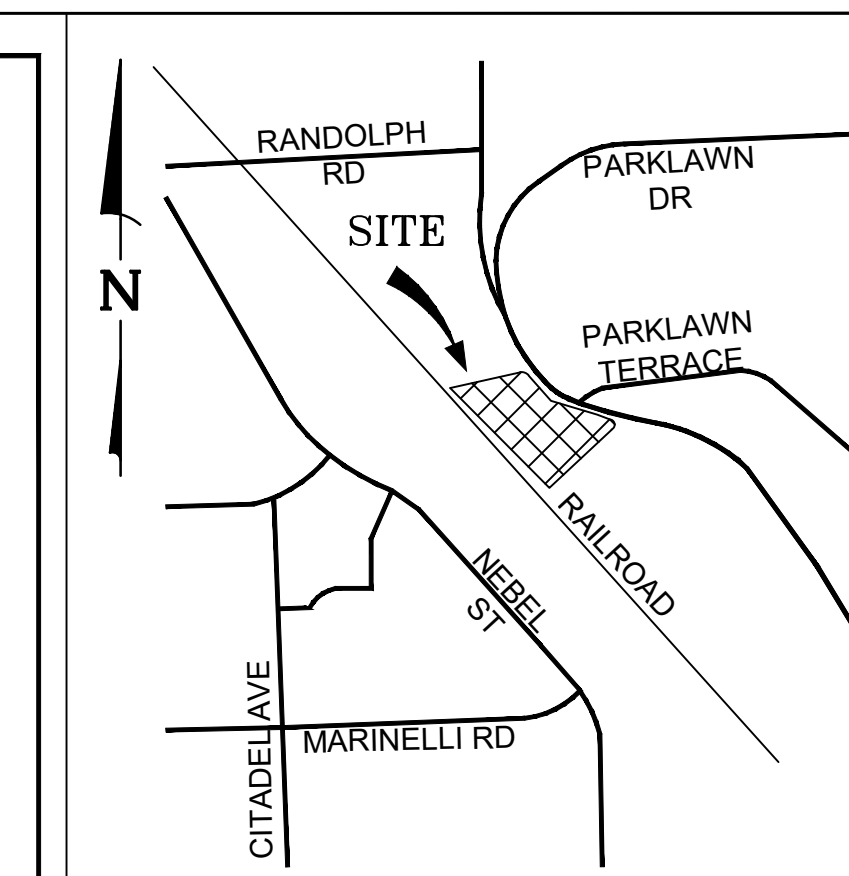 RANDOLPH
RD
PARKLAWN
DR
SITE
N
PARKLAWN
TERRACE
RAILROAD
NEBEL
ST
CITADEL AVE
MARINELLI RD